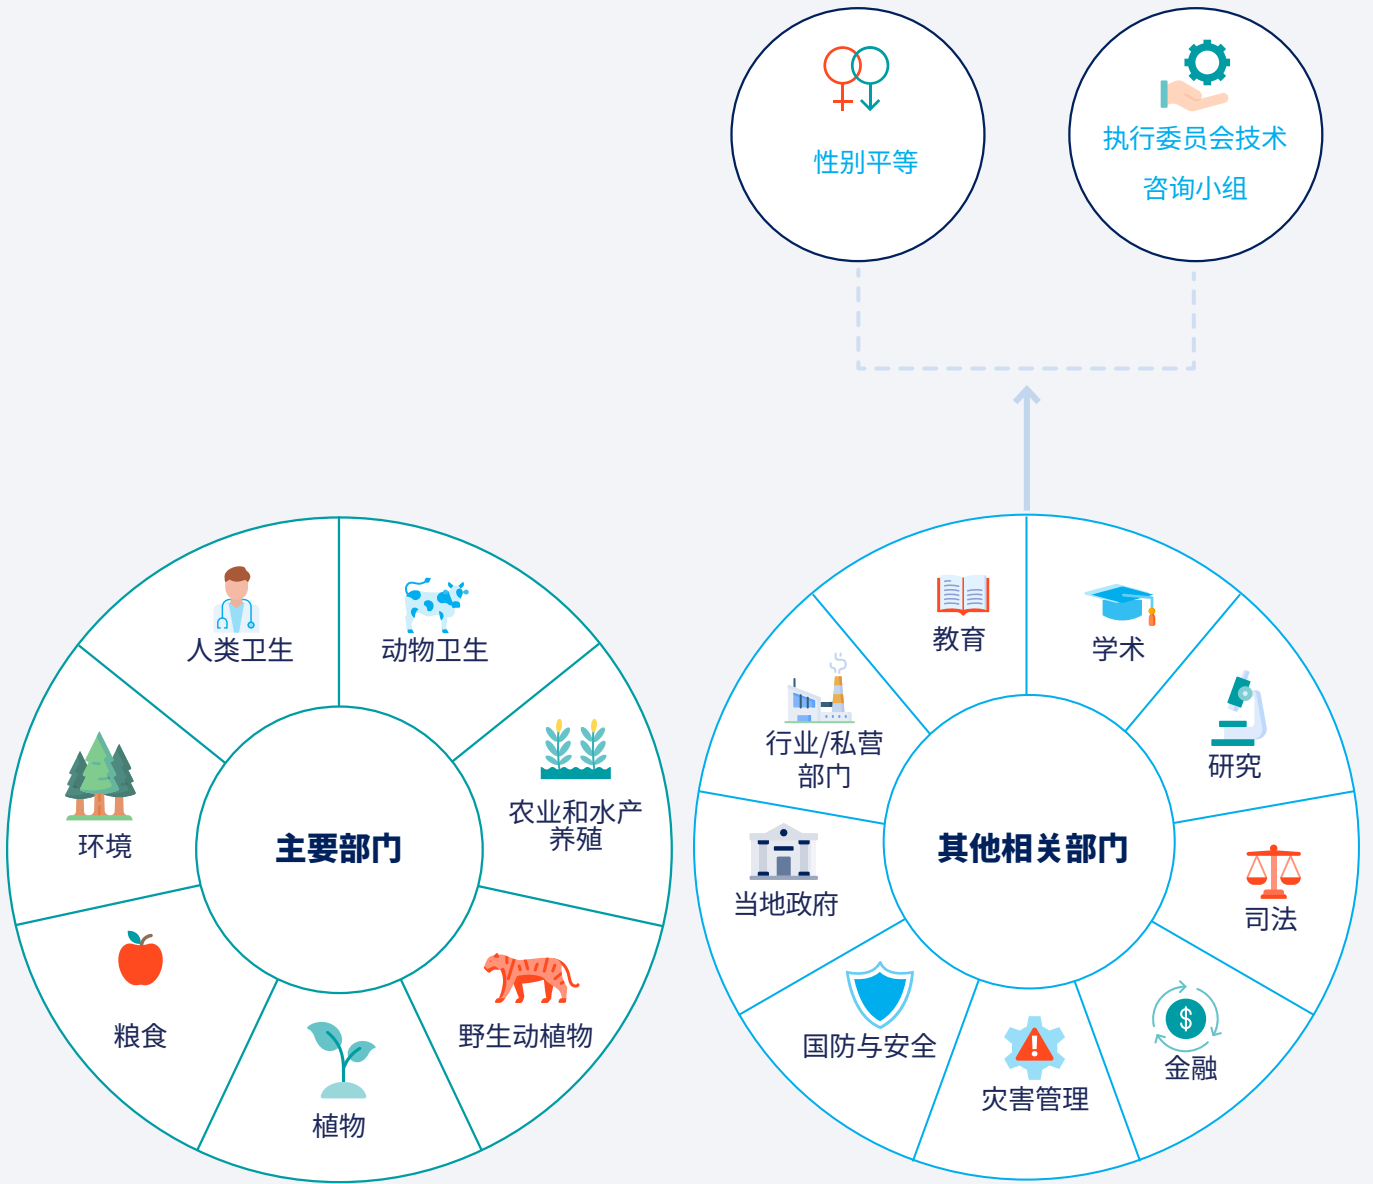 性别平等
执行委员会技术
咨询小组
人类卫生
动物卫生
农业和水产
养殖
野生动植物
植物
粮食
环境
主要部门
教育
学术
研究
司法
金融
灾害管理
国防与安全
当地政府
行业/私营
部门
其他相关部门
$